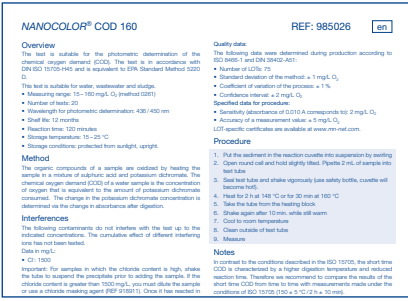 NANOCOLOR® COD 160
REF: 985026
en
Overview
The test is suitable for the photometric determination of the
chemical oxygen demand (COD). The test is in accordance with
DIN ISO 15705-H45 and is equivalent to EPA Standard Method 5220
D.
This test is suitable for water, wastewater and sludge.
• Measuring range: 15–160 mg/L O₂ (method 0261)
• Number of tests: 20
• Wavelength for photometric determination: 436 / 450 nm
• Shelf life: 12 months
• Reaction time: 120 minutes
• Storage temperature: 15–25 °C
• Storage conditions: protected from sunlight, upright.
Method
The organic compounds of a sample are oxidized by heating the
sample in a mixture of sulphuric acid and potassium dichromate. The
chemical oxygen demand (COD) of a water sample is the concentration
of oxygen that is equivalent to the amount of potassium dichromate
consumed. The change in the potassium dichromate concentration is
determined via the change in absorbance after digestion.
Interferences
The following contaminants do not interfere with the test up to the
indicated concentrations. The cumulative effect of different interfering
ions has not been tested.
Data in mg/L:
• Cl⁻: 1500
Important: For samples in which the chloride content is high, shake
the tube to suspend the precipitate prior to adding the sample. If the
chloride content is greater than 1500 mg/L, you must dilute the sample
or use a chloride masking agent (REF 918911). Once it has reached in
Quality data:
The following data were determined during production according to
ISO 8466-1 and DIN 38402-A51:
• Number of LOTs: 75
• Standard deviation of the method: ± 1 mg/L O₂
• Coefficient of variation of the process: ± 1 %
• Confidence interval: ± 2 mg/L O₂
Specified data for procedure:
• Sensitivity (absorbance of 0.010 A corresponds to): 2 mg/L O₂
• Accuracy of a measurement value: ± 5 mg/L O₂
LOT-specific certificates are available at www.mn-net.com.
Procedure
1. Put the sediment in the reaction cuvette into suspension by swirling
2. Open round cell and hold slightly tilted. Pipette 2 mL of sample into
test tube
3. Seal test tube and shake vigorously (use safety bottle, cuvette will
become hot!).
4. Heat for 2 h at 148 °C or for 30 min at 160 °C
5. Take the tube from the heating block
6. Shake again after 10 min. while still warm
7. Cool to room temperature
8. Clean outside of test tube
9. Measure
Notes
In contrast to the conditions described in the ISO 15705, the short time
COD is characterized by a higher digestion temperature and reduced
reaction time. Therefore we recommend to compare the results of the
short time COD from time to time with measurements made under the
conditions of ISO 15705 (150 ± 5 °C / 2 h ± 10 min).